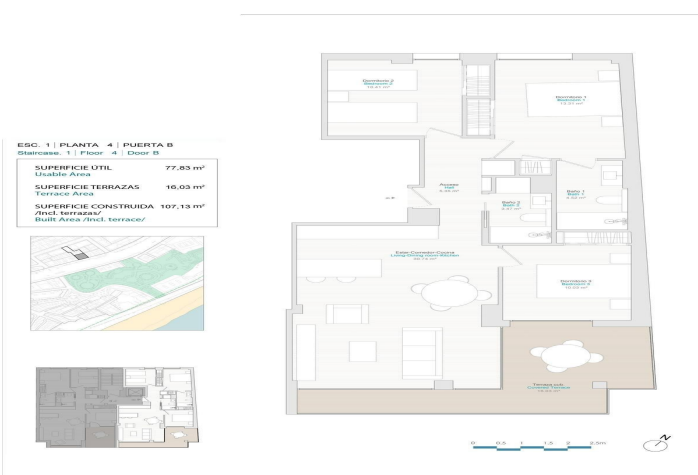 ESC. 1 | PLANTA 4 | PUERTA B
Staircase. 1 | Floor 4 | Door B
SUPERFICIE ÚTIL 77,83 m²
Usable Area
SUPERFICIE TERRAZAS 16,03 m²
Terrace Area
SUPERFICIE CONSTRUIDA 107,13 m²
/Incl. terrazas/
Built Area /Incl. terrace/
Dormitorio 2
Bedroom 2
Dormitorio 1
Bedroom 1
Acceso
Hall
Baño 1
Bath 1
Baño 2
Bath 2
Estar-Comedor-Cocina
Living-Dining room-Kitchen
Dormitorio 3
Bedroom 3
Terraza cub.
Covered Terrace
N
0 0,5 1 1,5 2 2,5m